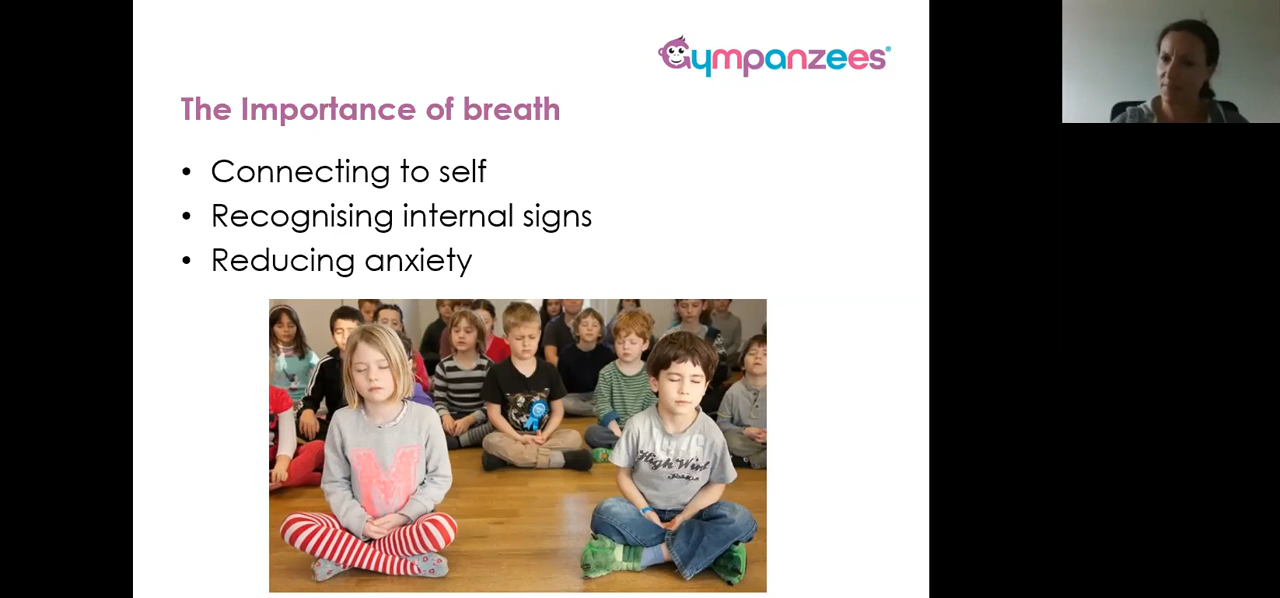 Gympanzees®
The Importance of breath
• Connecting to self
• Recognising internal signs
• Reducing anxiety
M
High Wind